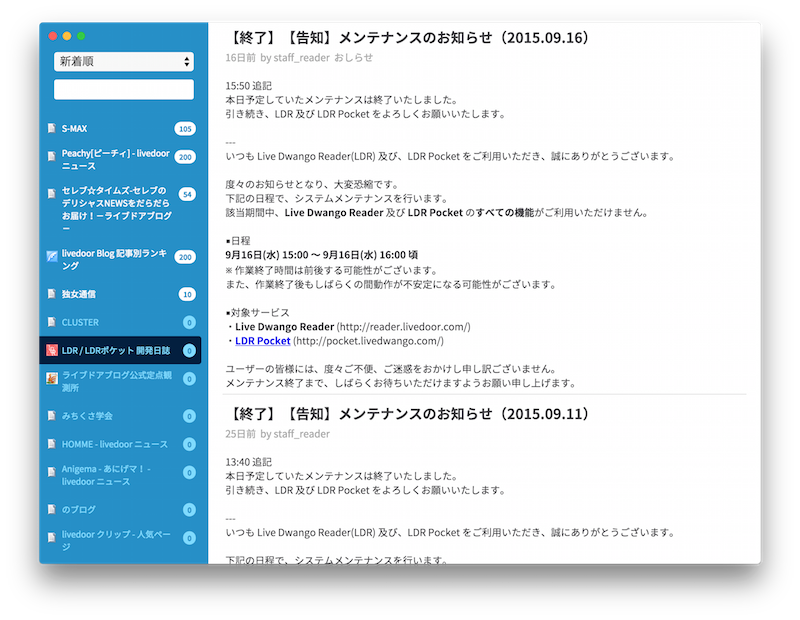 新着順
S-MAX
105
Peachy[ピーチィ] - livedoor
ニュース
200
セレブ☆タイムズ-セレブの
デリシャスNEWSをだらだら
お届け！－ライブドアブログ
－
54
livedoor Blog 記事別ランキ
ング
200
独女通信
10
CLUSTER
0
LDR / LDRポケット 開発日誌
0
ライブドアブログ公式定点観
測所
0
みちくさ学会
0
HOMME - livedoor ニュース
0
Anigema - あにげマ！ -
livedoor ニュース
0
のブログ
0
livedoor クリップ - 人気ペー
ジ
0
【終了】【告知】メンテナンスのお知らせ（2015.09.16）
16日前 by staff_reader おしらせ
15:50 追記
本日予定していたメンテナンスは終了いたしました。
引き続き、LDR 及び LDR Pocket をよろしくお願いいたします。
---
いつも Live Dwango Reader(LDR) 及び、LDR Pocket をご利用いただき、誠にありがとうございます。
度々のお知らせとなり、大変恐縮です。
下記の日程で、システムメンテナンスを行います。
該当期間中、Live Dwango Reader 及び LDR Pocket のすべての機能がご利用いただけません。
▪日程
9月16日(水) 15:00 〜 9月16日(水) 16:00 頃
※ 作業終了時間は前後する可能性がございます。
また、作業終了後もしばらくの間動作が不安定になる可能性がございます。
▪対象サービス
・Live Dwango Reader (http://reader.livedoor.com/)
・LDR Pocket (http://pocket.livedwango.com/)
ユーザーの皆様には、度々ご不便、ご迷惑をおかけし申し訳ございません。
メンテナンス終了まで、しばらくお待ちいただけますようお願い申し上げます。
【終了】【告知】メンテナンスのお知らせ（2015.09.11）
25日前 by staff_reader
13:40 追記
本日予定していたメンテナンスは終了いたしました。
引き続き、LDR 及び LDR Pocket をよろしくお願いいたします。
---
いつも Live Dwango Reader(LDR) 及び、LDR Pocket をご利用いただき、誠にありがとうございます。
下記の日程で、システムメンテナンスを行います。